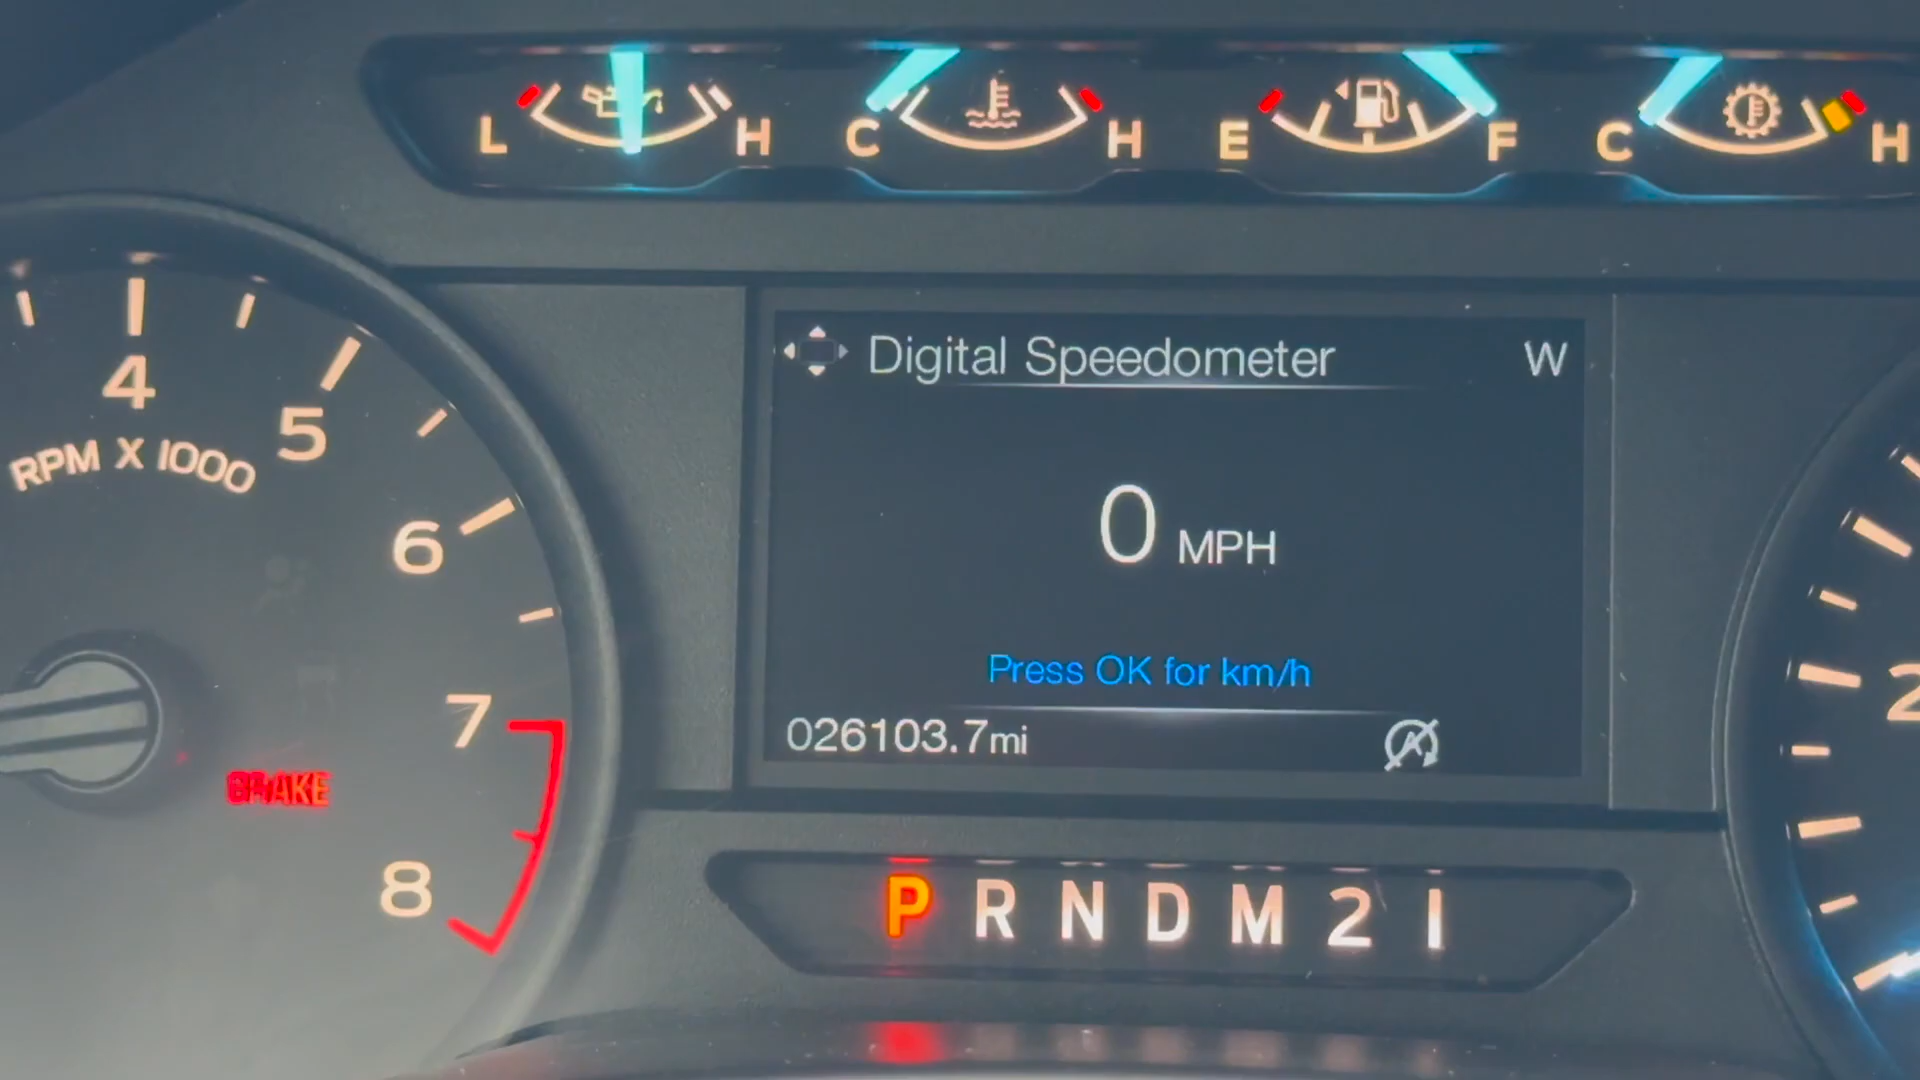 L H C H E F C H
4
5
RPM X 1000
6
7
8
BRAKE
Digital Speedometer W
0 MPH
Press OK for km/h
026103.7mi
P R N D M 2 1
2